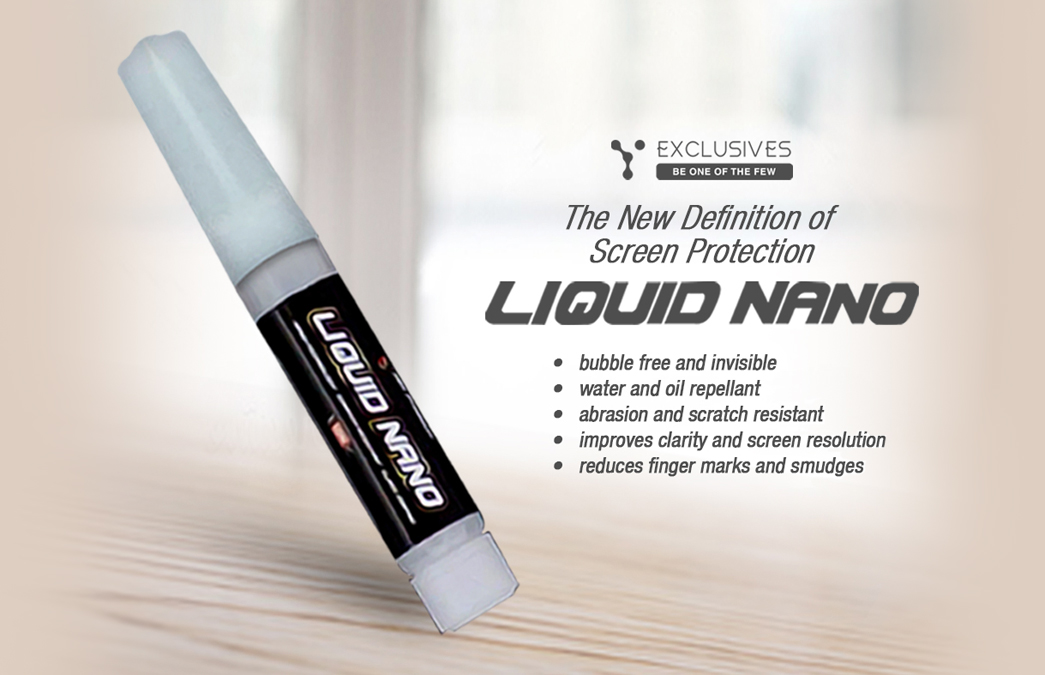 EXCLUSIVES
BE ONE OF THE FEW
The New Definition of
Screen Protection
LIQUID NANO
• bubble free and invisible
• water and oil repellant
• abrasion and scratch resistant
• improves clarity and screen resolution
• reduces finger marks and smudges
LIQUID NANO